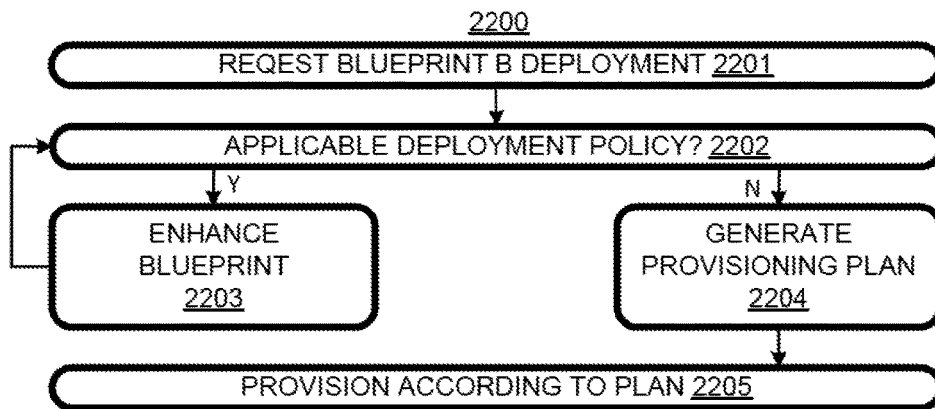 2200
REQEST BLUEPRINT B DEPLOYMENT 2201
APPLICABLE DEPLOYMENT POLICY? 2202
Y
N
ENHANCE
BLUEPRINT
2203
GENERATE
PROVISIONING PLAN
2204
PROVISION ACCORDING TO PLAN 2205